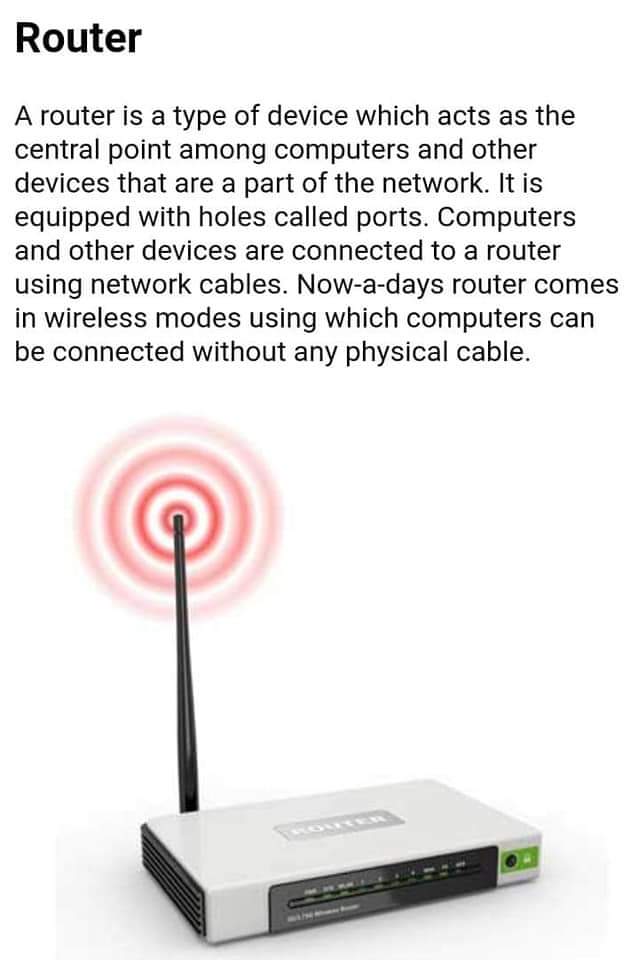 Router
A router is a type of device which acts as the
central point among computers and other
devices that are a part of the network. It is
equipped with holes called ports. Computers
and other devices are connected to a router
using network cables. Now-a-days router comes
in wireless modes using which computers can
be connected without any physical cable.
ROUTER